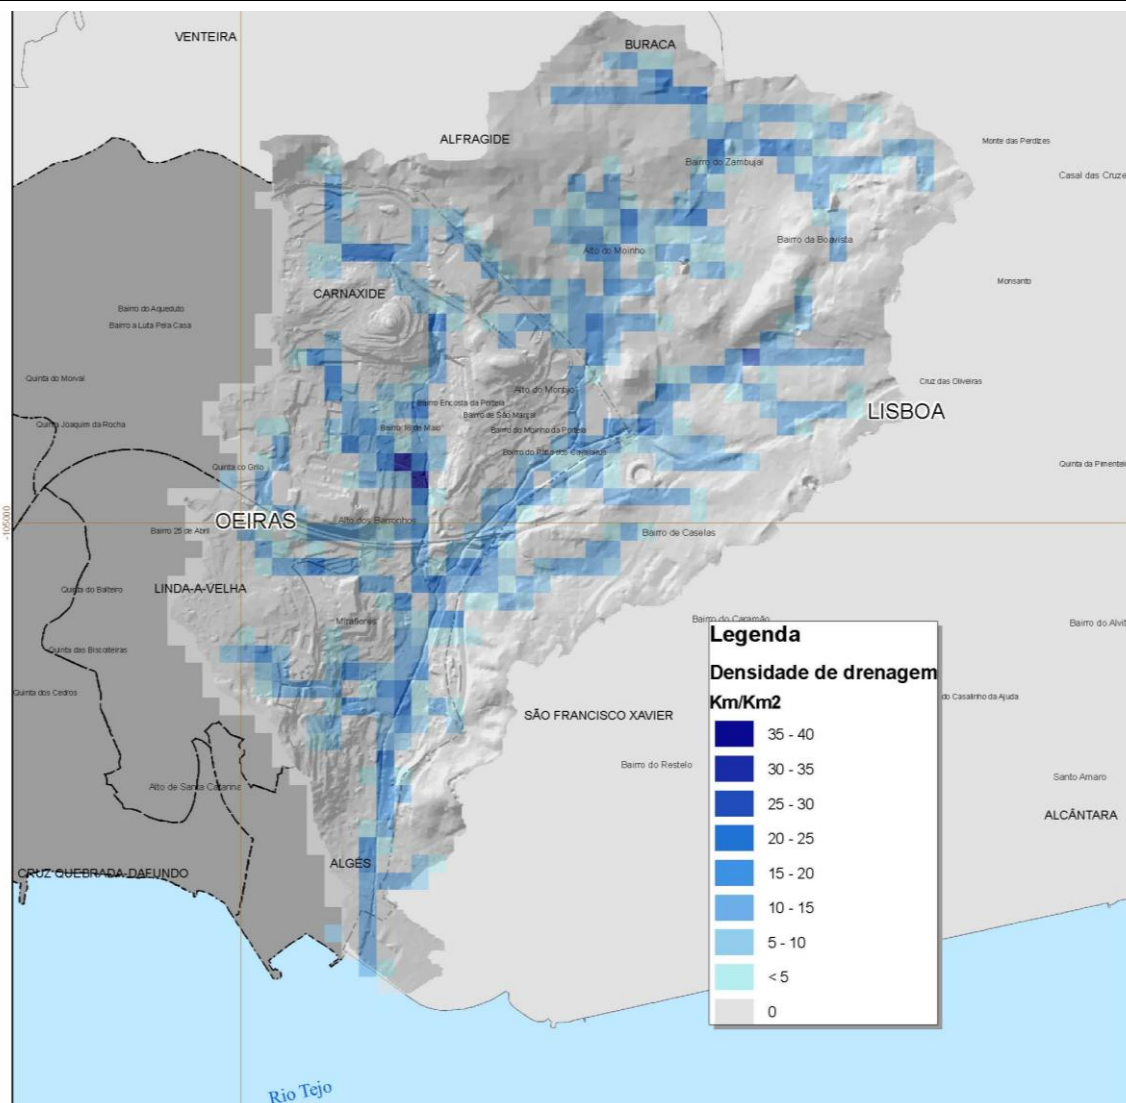 VENTEIRA
BURACA
ALFRAGIDE
Monte das Perdizes
Bairro do Zambujal
Casal das Cruze
Bairro da Boavista
Alto do Moinho
Monsanto
CARNAXIDE
Bairro do Aqueduto
Bairro a Luta Pela Casa
Quinta do Morval
Cruz das Oliveiras
Alto do Montijo
Bairro Encosta da Portela
LISBOA
Bairro de São Marçal
Quinta Joaquim da Rocha
Bairro 18 de Maio
Bairro do Moinho da Portela
Quinta do Grilo
Quinta da Pimentei
-105000
OEIRAS
Alto dos Barronhos
Bairro 25 de Abril
Bairro de Caselas
LINDA-A-VELHA
Quinta do Balteiro
Miraflores
Bairro do Caramão
Bairro do Alvit
Legenda
Quinta das Biscoiteiras
Densidade de drenagem
Km/Km2
Quinta dos Cedros
do Casalinho da Ajuda
SÃO FRANCISCO XAVIER
35 - 40
30 - 35
25 - 30
20 - 25
15 - 20
10 - 15
5 - 10
< 5
0
Bairro do Restelo
Santo Amaro
Alto de Santa Catarina
ALCÂNTARA
ALGÉS
CRUZ QUEBRADA-DAFUNDO
Rio Tejo